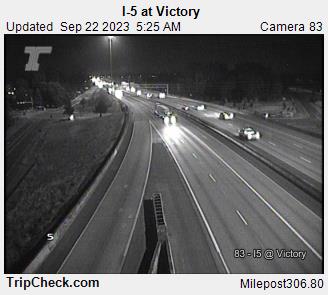 I-5 at Victory
Updated Sep 22 2023 5:25 AM Camera 83
T
S
83 - I5 @ Victory
TripCheck.com Milepost306.80